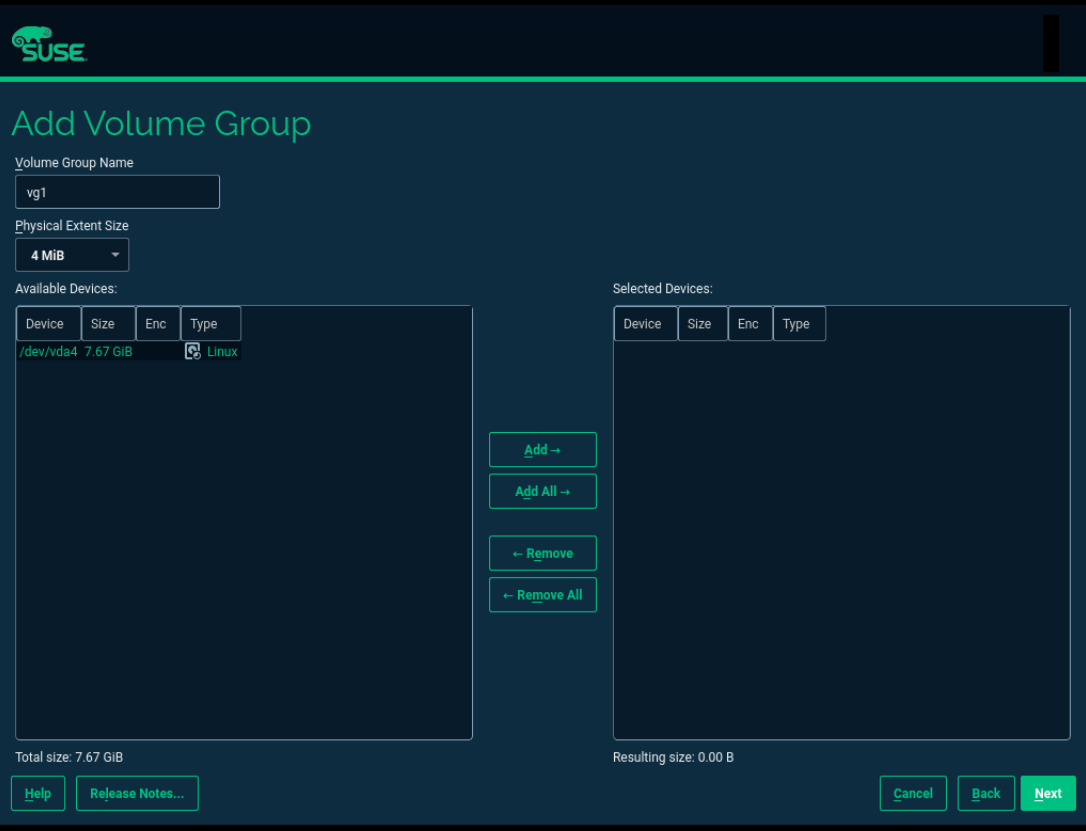 SUSE
Add Volume Group
Volume Group Name
vg1
Physical Extent Size
4 MiB
Available Devices:
Device Size Enc Type
/dev/vda4 7.67 GiB Linux
Total size: 7.67 GiB
Add →
Add All →
← Remove
← Remove All
Selected Devices:
Device Size Enc Type
Resulting size: 0.00 B
Help Release Notes... Cancel Back Next